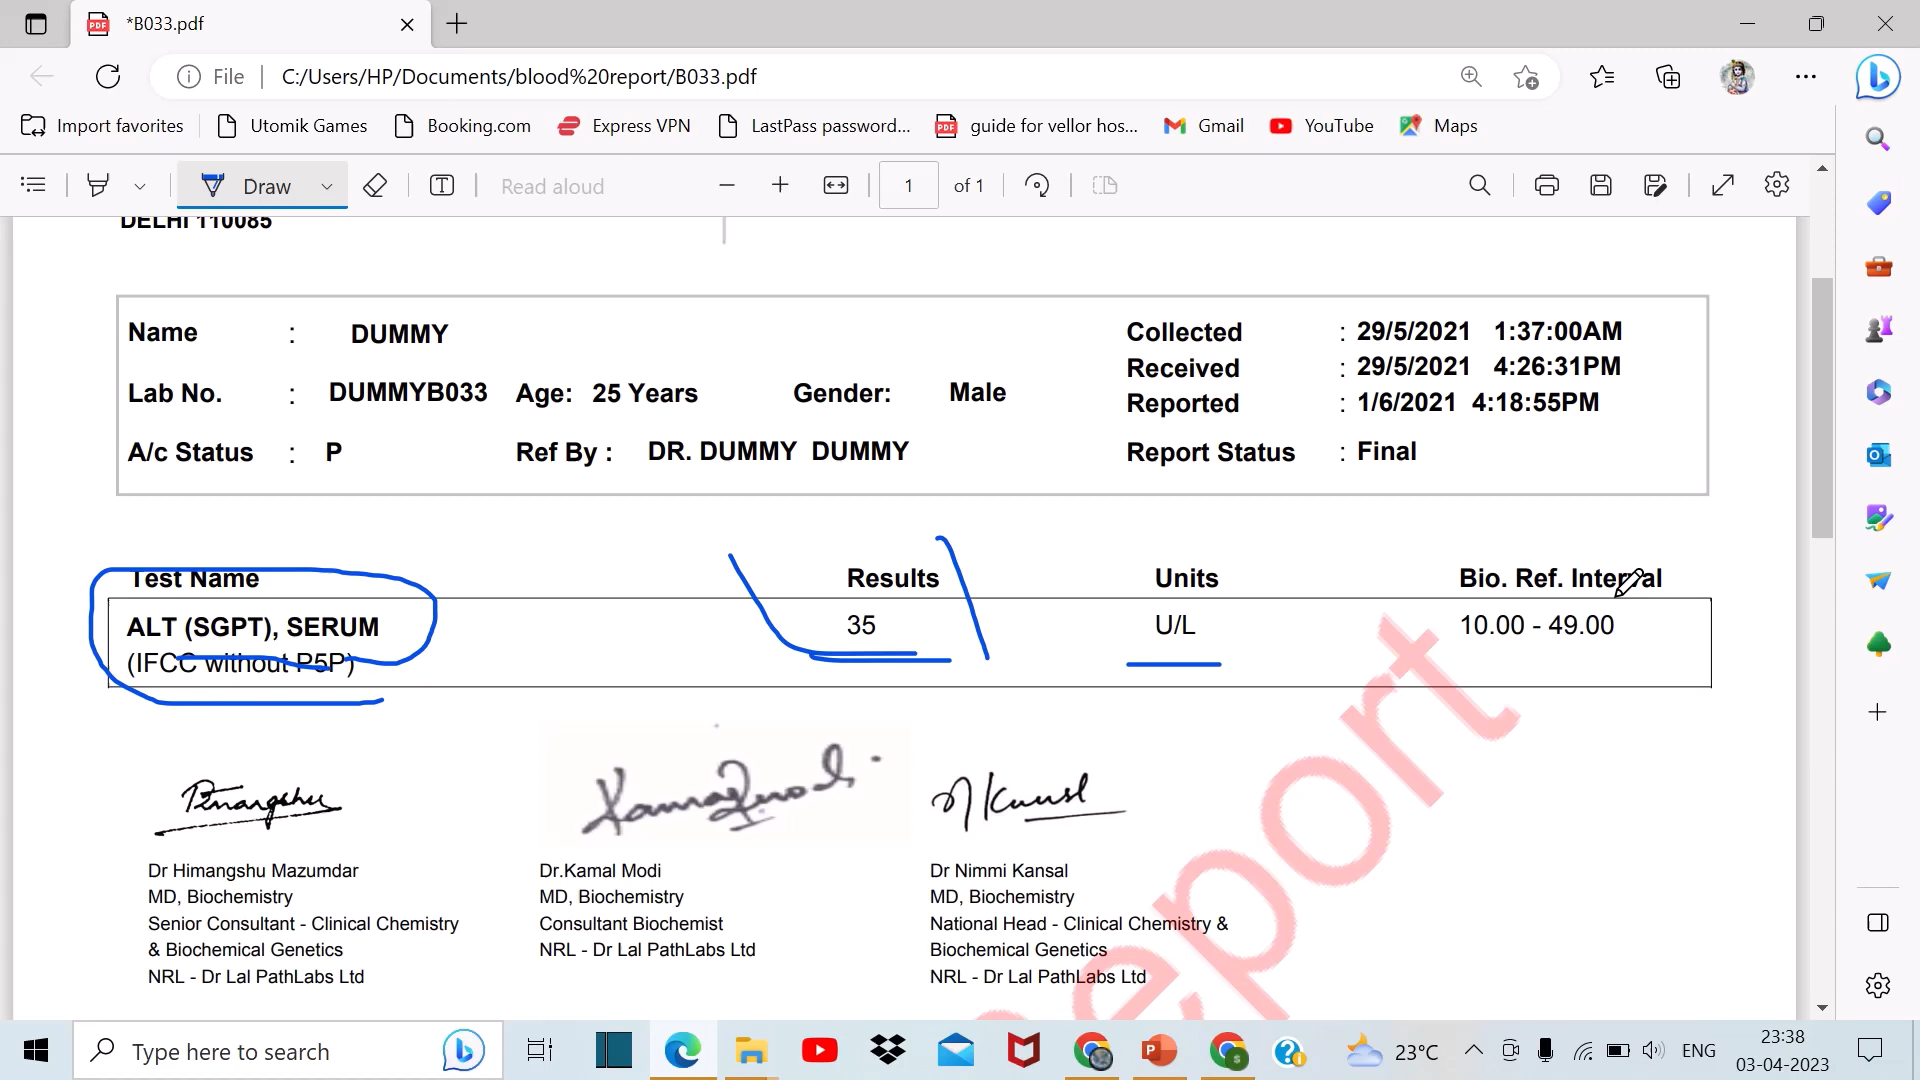 *B033.pdf
File
C:/Users/HP/Documents/blood%20report/B033.pdf
Import favorites
Utomik Games
Booking.com
Express VPN
LastPass password...
guide for vellor hos...
Gmail
YouTube
Maps
Draw
Read aloud
1
of 1
DELHI 110085
Name : DUMMY
Collected : 29/5/2021 1:37:00AM
Received : 29/5/2021 4:26:31PM
Lab No. : DUMMYB033 Age: 25 Years Gender: Male
Reported : 1/6/2021 4:18:55PM
A/c Status : P Ref By : DR. DUMMY DUMMY
Report Status : Final
Test Name Results Units Bio. Ref. Interval
ALT (SGPT), SERUM 35 U/L 10.00 - 49.00
(IFCC without P5P)
Dr Himangshu Mazumdar
MD, Biochemistry
Senior Consultant - Clinical Chemistry
& Biochemical Genetics
NRL - Dr Lal PathLabs Ltd
Dr.Kamal Modi
MD, Biochemistry
Consultant Biochemist
NRL - Dr Lal PathLabs Ltd
Dr Nimmi Kansal
MD, Biochemistry
National Head - Clinical Chemistry &
Biochemical Genetics
NRL - Dr Lal PathLabs Ltd
eport
Type here to search
23°C
ENG
23:38
03-04-2023